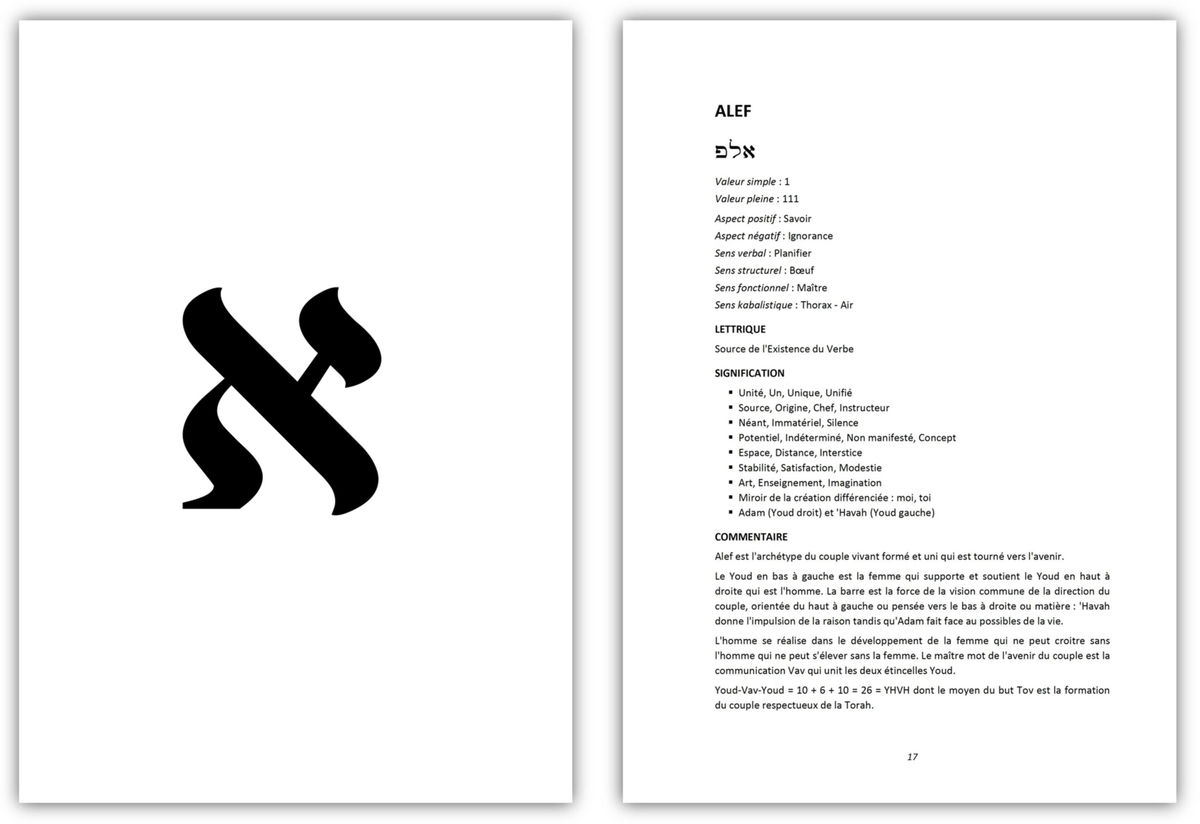 א
ALEF
אלפ
Valeur simple : 1
Valeur pleine : 111
Aspect positif : Savoir
Aspect négatif : Ignorance
Sens verbal : Planifier
Sens structurel : Bœuf
Sens fonctionnel : Maître
Sens kabalistique : Thorax - Air
LETTRIQUE
Source de l'Existence du Verbe
SIGNIFICATION
▪ Unité, Un, Unique, Unifié
▪ Source, Origine, Chef, Instructeur
▪ Néant, Immatériel, Silence
▪ Potentiel, Indéterminé, Non manifesté, Concept
▪ Espace, Distance, Interstice
▪ Stabilité, Satisfaction, Modestie
▪ Art, Enseignement, Imagination
▪ Miroir de la création différenciée : moi, toi
▪ Adam (Youd droit) et 'Havah (Youd gauche)
COMMENTAIRE
Alef est l'archétype du couple vivant formé et uni qui est tourné vers l'avenir.
Le Youd en bas à gauche est la femme qui supporte et soutient le Youd en haut à
droite qui est l'homme. La barre est la force de la vision commune de la direction du
couple, orientée du haut à gauche ou pensée vers le bas à droite ou matière : 'Havah
donne l'impulsion de la raison tandis qu'Adam fait face au possibles de la vie.
L'homme se réalise dans le développement de la femme qui ne peut croitre sans
l'homme qui ne peut s'élever sans la femme. Le maître mot de l'avenir du couple est la
communication Vav qui unit les deux étincelles Youd.
Youd-Vav-Youd = 10 + 6 + 10 = 26 = YHVH dont le moyen du but Tov est la formation
du couple respectueux de la Torah.
17